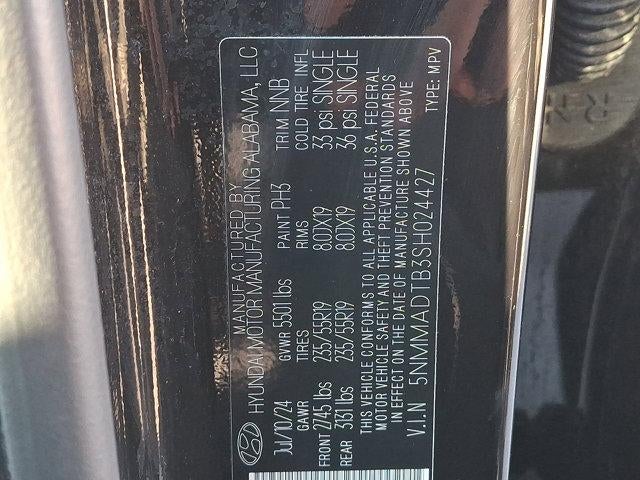 MANUFACTURED BY
HYUNDAI MOTOR MANUFACTURING ALABAMA, LLC
Jul/10/24 GVWR 5501 lbs PAINT PH3 TRIM NNB
GAWR TIRES RIMS COLD TIRE INFL
FRONT 2745 lbs 235/55R19 8.0JX19 33 psi SINGLE
REAR 3131 lbs 235/55R19 8.0JX19 36 psi SINGLE
THIS VEHICLE CONFORMS TO ALL APPLICABLE U.S.A. FEDERAL
MOTOR VEHICLE SAFETY AND THEFT PREVENTION STANDARDS
IN EFFECT ON THE DATE OF MANUFACTURE SHOWN ABOVE
V.I.N 5NMMADTB3SH024427 TYPE: MPV